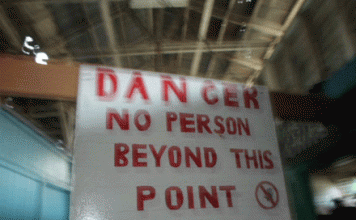 DANGER
NO PERSON
BEYOND THIS
POINT